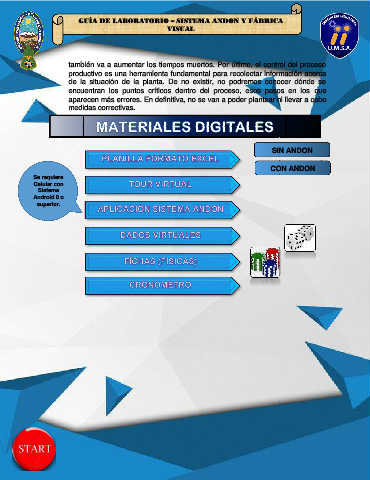 GUÍA DE LABORATORIO – SISTEMA ANDON Y FÁBRICA
VISUAL
U.M.S.A.
también va a aumentar los tiempos muertos. Por último, el control del proceso
productivo es una herramienta fundamental para recolectar información acerca
de la situación de la planta. De no existir, no podremos conocer dónde se
encuentran los puntos críticos dentro del proceso, esos pasos en los que
aparecen más errores. En definitiva, no se van a poder plantear ni llevar a cabo
medidas correctivas.
MATERIALES DIGITALES
SIN ANDON
PLANILLA FORMATO EXCEL
CON ANDON
Se requiere
Celular con
Sistema
Android 8 o
superior.
TOUR VIRTUAL
APLICACIÓN SISTEMA ANDON
DADOS VIRTUALES
FICHAS (FÍSICAS)
CRONOMETRO
START